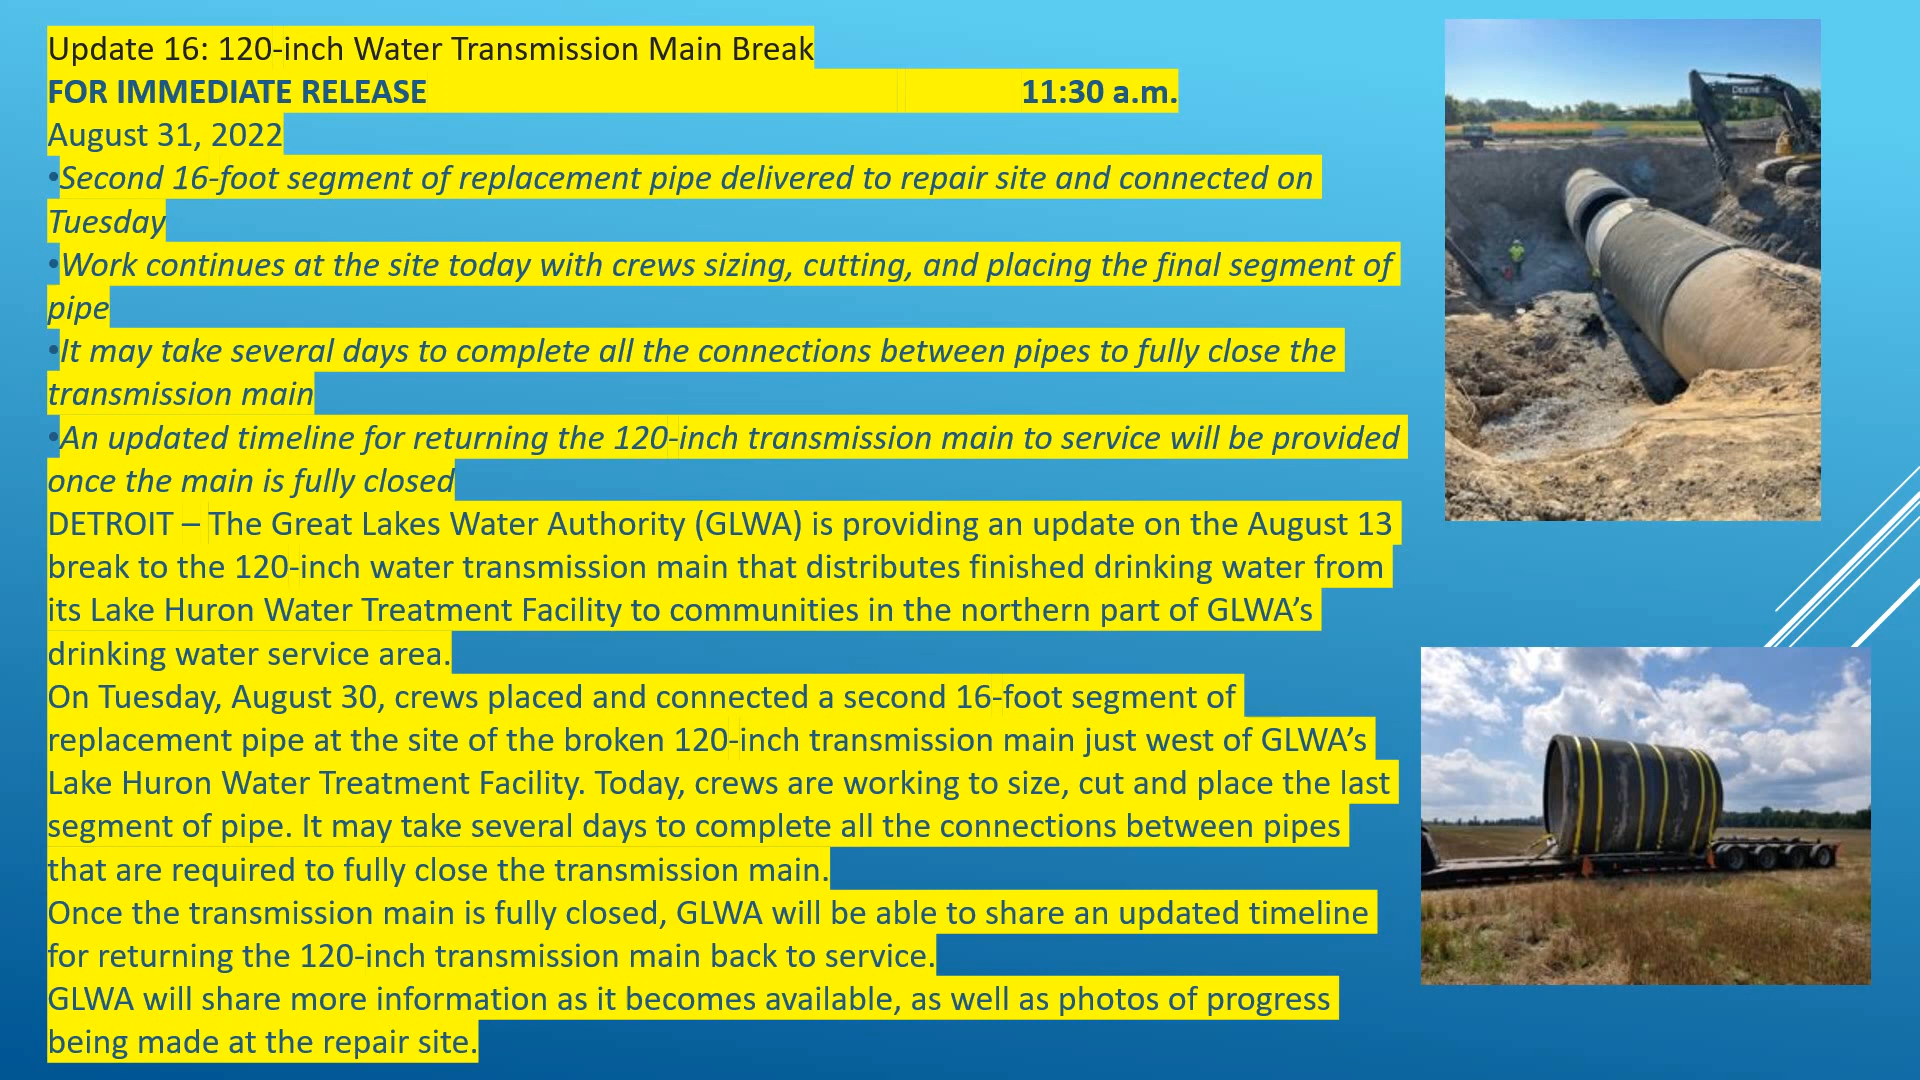 Update 16: 120-inch Water Transmission Main Break
FOR IMMEDIATE RELEASE 11:30 a.m.
August 31, 2022
•Second 16-foot segment of replacement pipe delivered to repair site and connected on
Tuesday
•Work continues at the site today with crews sizing, cutting, and placing the final segment of
pipe
•It may take several days to complete all the connections between pipes to fully close the
transmission main
•An updated timeline for returning the 120-inch transmission main to service will be provided
once the main is fully closed
DETROIT – The Great Lakes Water Authority (GLWA) is providing an update on the August 13
break to the 120-inch water transmission main that distributes finished drinking water from
its Lake Huron Water Treatment Facility to communities in the northern part of GLWA’s
drinking water service area.
On Tuesday, August 30, crews placed and connected a second 16-foot segment of
replacement pipe at the site of the broken 120-inch transmission main just west of GLWA’s
Lake Huron Water Treatment Facility. Today, crews are working to size, cut and place the last
segment of pipe. It may take several days to complete all the connections between pipes
that are required to fully close the transmission main.
Once the transmission main is fully closed, GLWA will be able to share an updated timeline
for returning the 120-inch transmission main back to service.
GLWA will share more information as it becomes available, as well as photos of progress
being made at the repair site.
DEERE